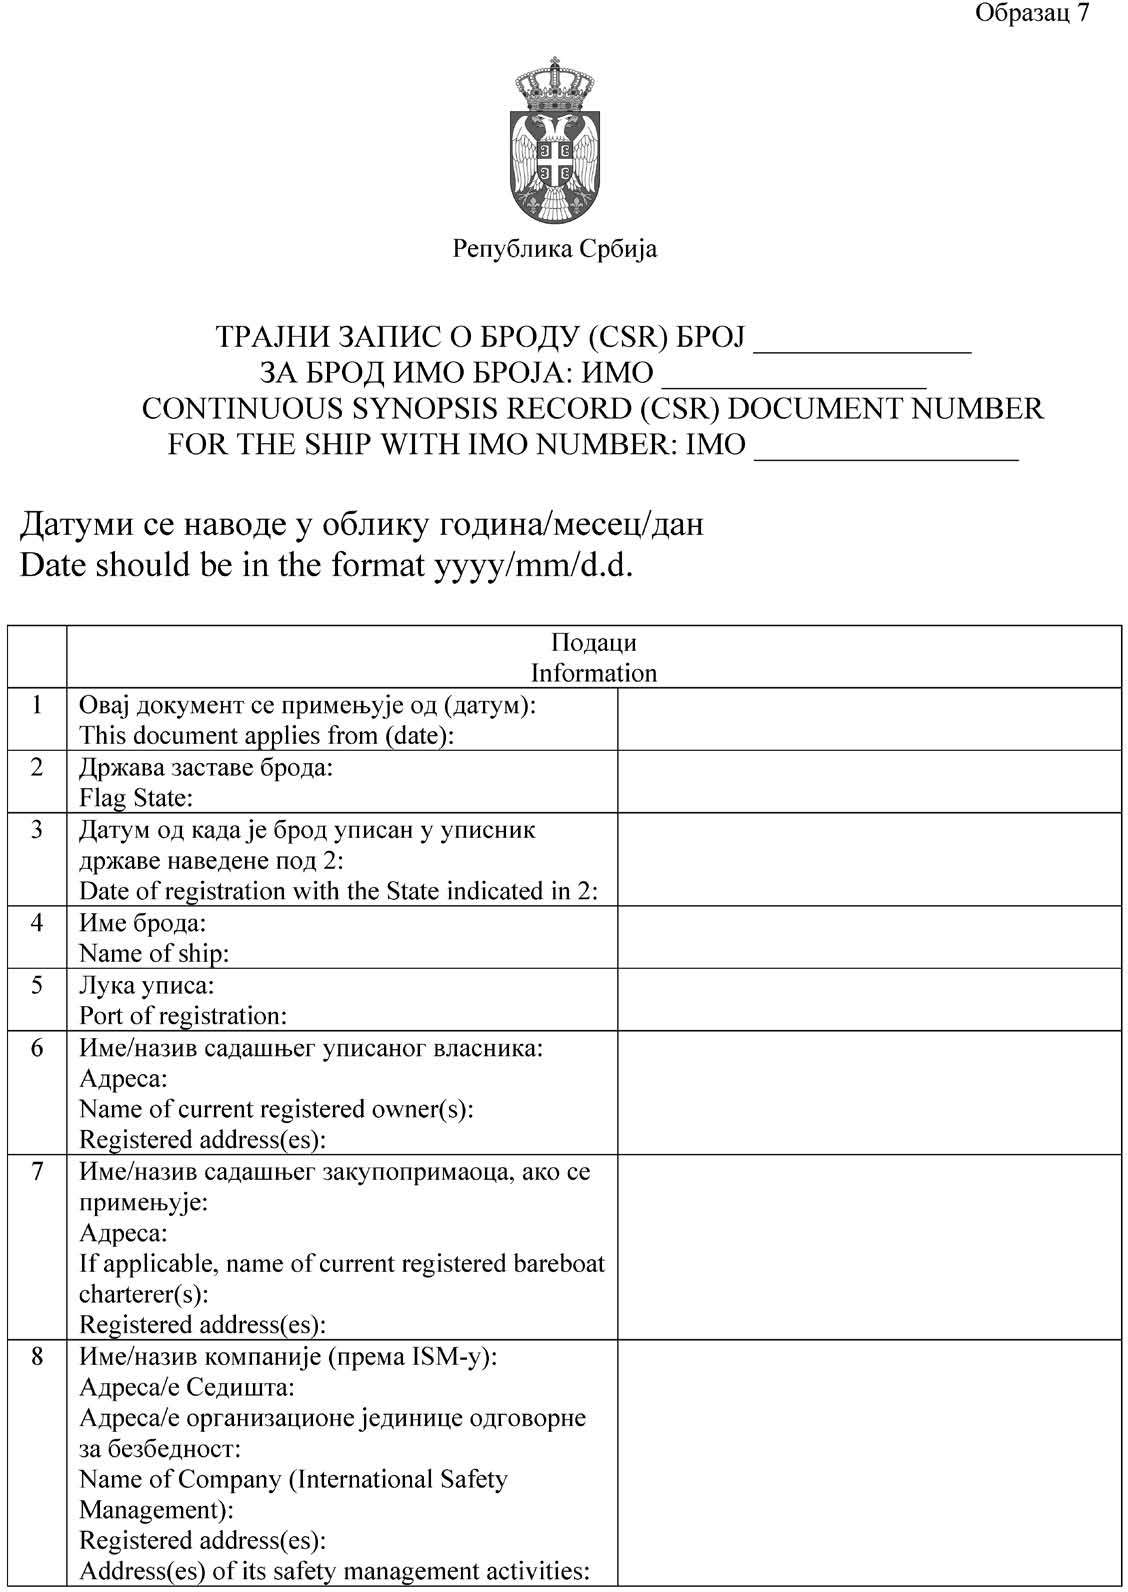 Образац 7
Република Србија
ТРАЈНИ ЗАПИС О БРОДУ (CSR) БРОЈ ______________
ЗА БРОД ИМО БРОЈА: ИМО _________________
CONTINUOUS SYNOPSIS RECORD (CSR) DOCUMENT NUMBER
FOR THE SHIP WITH IMO NUMBER: IMO _________________
Датуми се наводе у облику година/месец/дан
Date should be in the format yyyy/mm/d.d.
Подаци
Information
1 Овај документ се примењује од (датум):
This document applies from (date):
2 Држава заставе брода:
Flag State:
3 Датум од када је брод уписан у уписник
државе наведене под 2:
Date of registration with the State indicated in 2:
4 Име брода:
Name of ship:
5 Лука уписа:
Port of registration:
6 Име/назив садашњег уписаног власника:
Адреса:
Name of current registered owner(s):
Registered address(es):
7 Име/назив садашњег закупопримаоца, ако се
примењује:
Адреса:
If applicable, name of current registered bareboat
charterer(s):
Registered address(es):
8 Име/назив компаније (према ISM-у):
Адреса/е Седишта:
Адреса/е организационе јединице одговорне
за безбедност:
Name of Company (International Safety
Management):
Registered address(es):
Address(es) of its safety management activities: